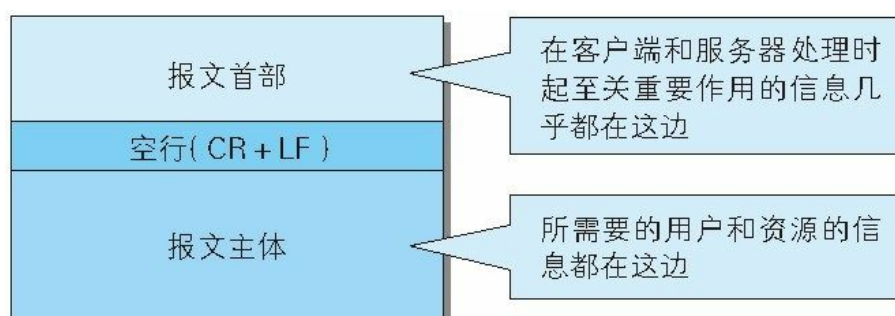 报文首部
在客户端和服务器处理时
起至关重要作用的信息几
乎都在这边
空行(CR+LF)
报文主体
所需要的用户和资源的信
息都在这边